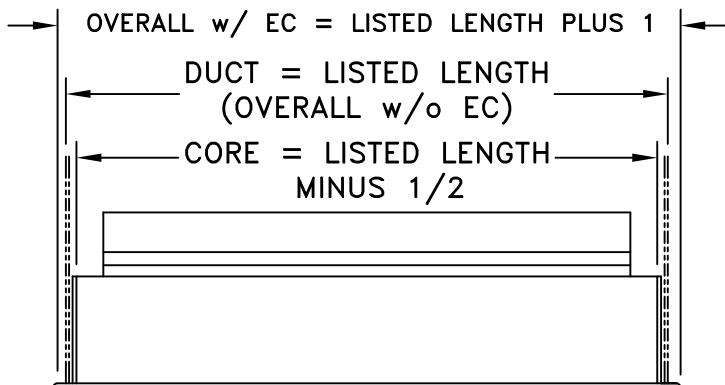 OVERALL w/ EC = LISTED LENGTH PLUS 1
DUCT = LISTED LENGTH
(OVERALL w/o EC)
CORE = LISTED LENGTH
MINUS 1/2